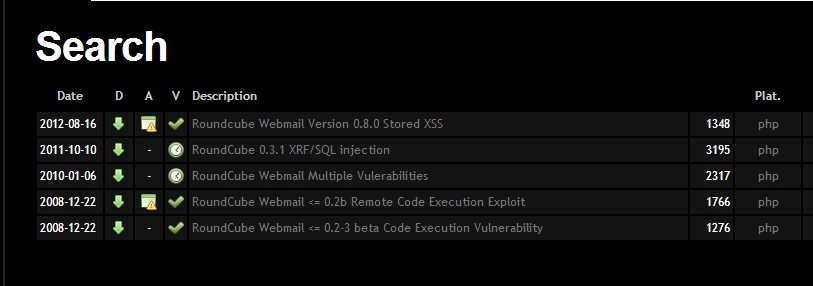 Search
Date D A V Description Plat.
2012-08-16 - Roundcube Webmail Version 0.8.0 Stored XSS 1348 php
2011-10-10 - RoundCube 0.3.1 XRF/SQL injection 3195 php
2010-01-06 - RoundCube Webmail Multiple Vulerabilities 2317 php
2008-12-22 RoundCube Webmail <= 0.2b Remote Code Execution Exploit 1766 php
2008-12-22 - RoundCube Webmail <= 0.2-3 beta Code Execution Vulnerability 1276 php